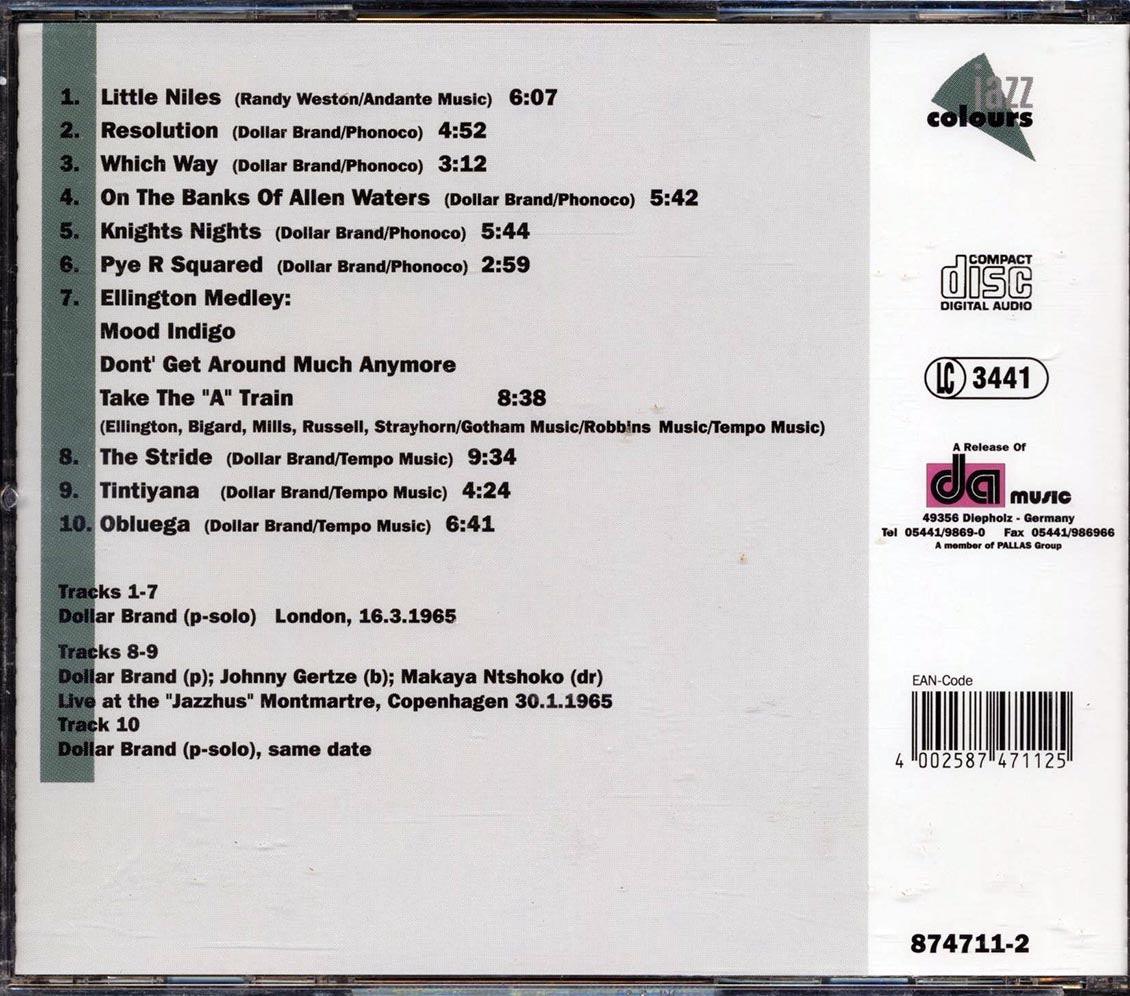 1. Little Niles (Randy Weston/Andante Music) 6:07
2. Resolution (Dollar Brand/Phonoco) 4:52
3. Which Way (Dollar Brand/Phonoco) 3:12
4. On The Banks Of Allen Waters (Dollar Brand/Phonoco) 5:42
5. Knights Nights (Dollar Brand/Phonoco) 5:44
6. Pye R Squared (Dollar Brand/Phonoco) 2:59
7. Ellington Medley:
Mood Indigo
Dont' Get Around Much Anymore
Take The "A" Train 8:38
(Ellington, Bigard, Mills, Russell, Strayhorn/Gotham Music/Robbins Music/Tempo Music)
8. The Stride (Dollar Brand/Tempo Music) 9:34
9. Tintiyana (Dollar Brand/Tempo Music) 4:24
10. Obluega (Dollar Brand/Tempo Music) 6:41
Tracks 1-7
Dollar Brand (p-solo) London, 16.3.1965
Tracks 8-9
Dollar Brand (p); Johnny Gertze (b); Makaya Ntshoko (dr)
Live at the "Jazzhus" Montmartre, Copenhagen 30.1.1965
Track 10
Dollar Brand (p-solo), same date
jazz
colours
COMPACT
disc
DIGITAL AUDIO
LC 3441
A Release Of
da music
49356 Diepholz - Germany
Tel 05441/9869-0 Fax 05441/986966
A member of PALLAS Group
EAN-Code
4 002587 471125
874711-2